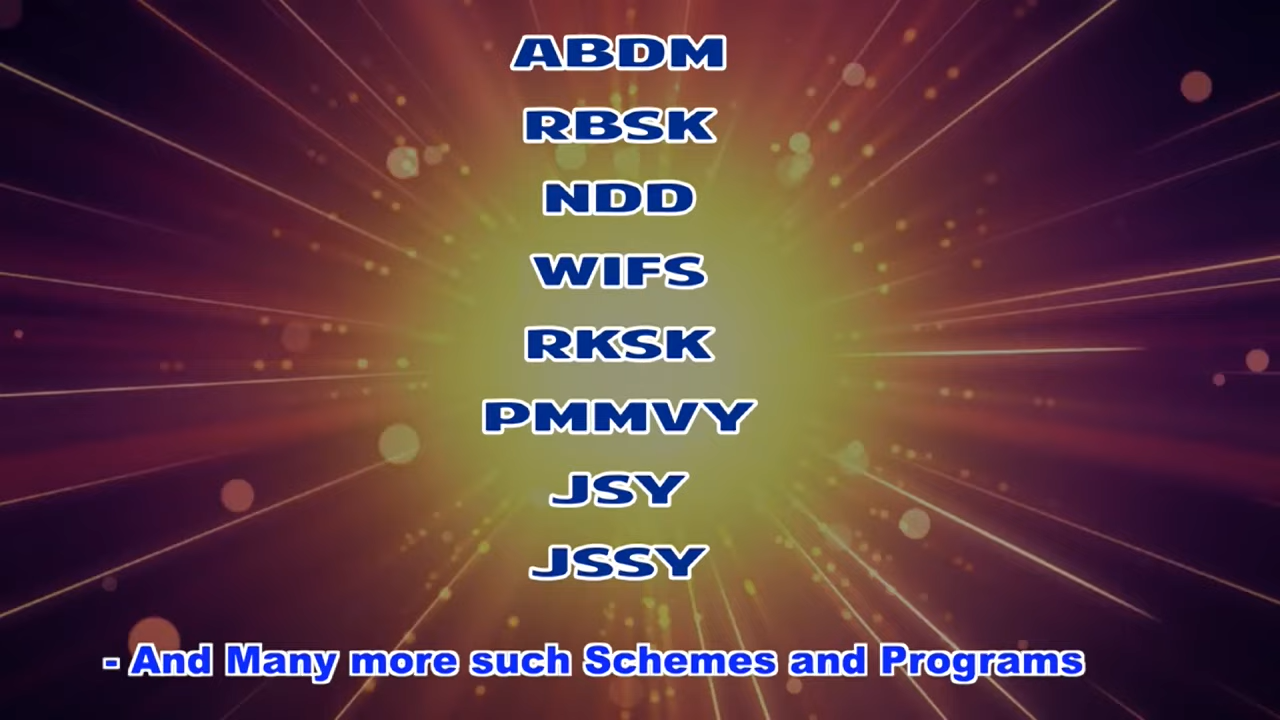 ABDM
RBSK
NDD
WIFS
RKSK
PMMVY
JSY
JSSY
- And Many more such Schemes and Programs